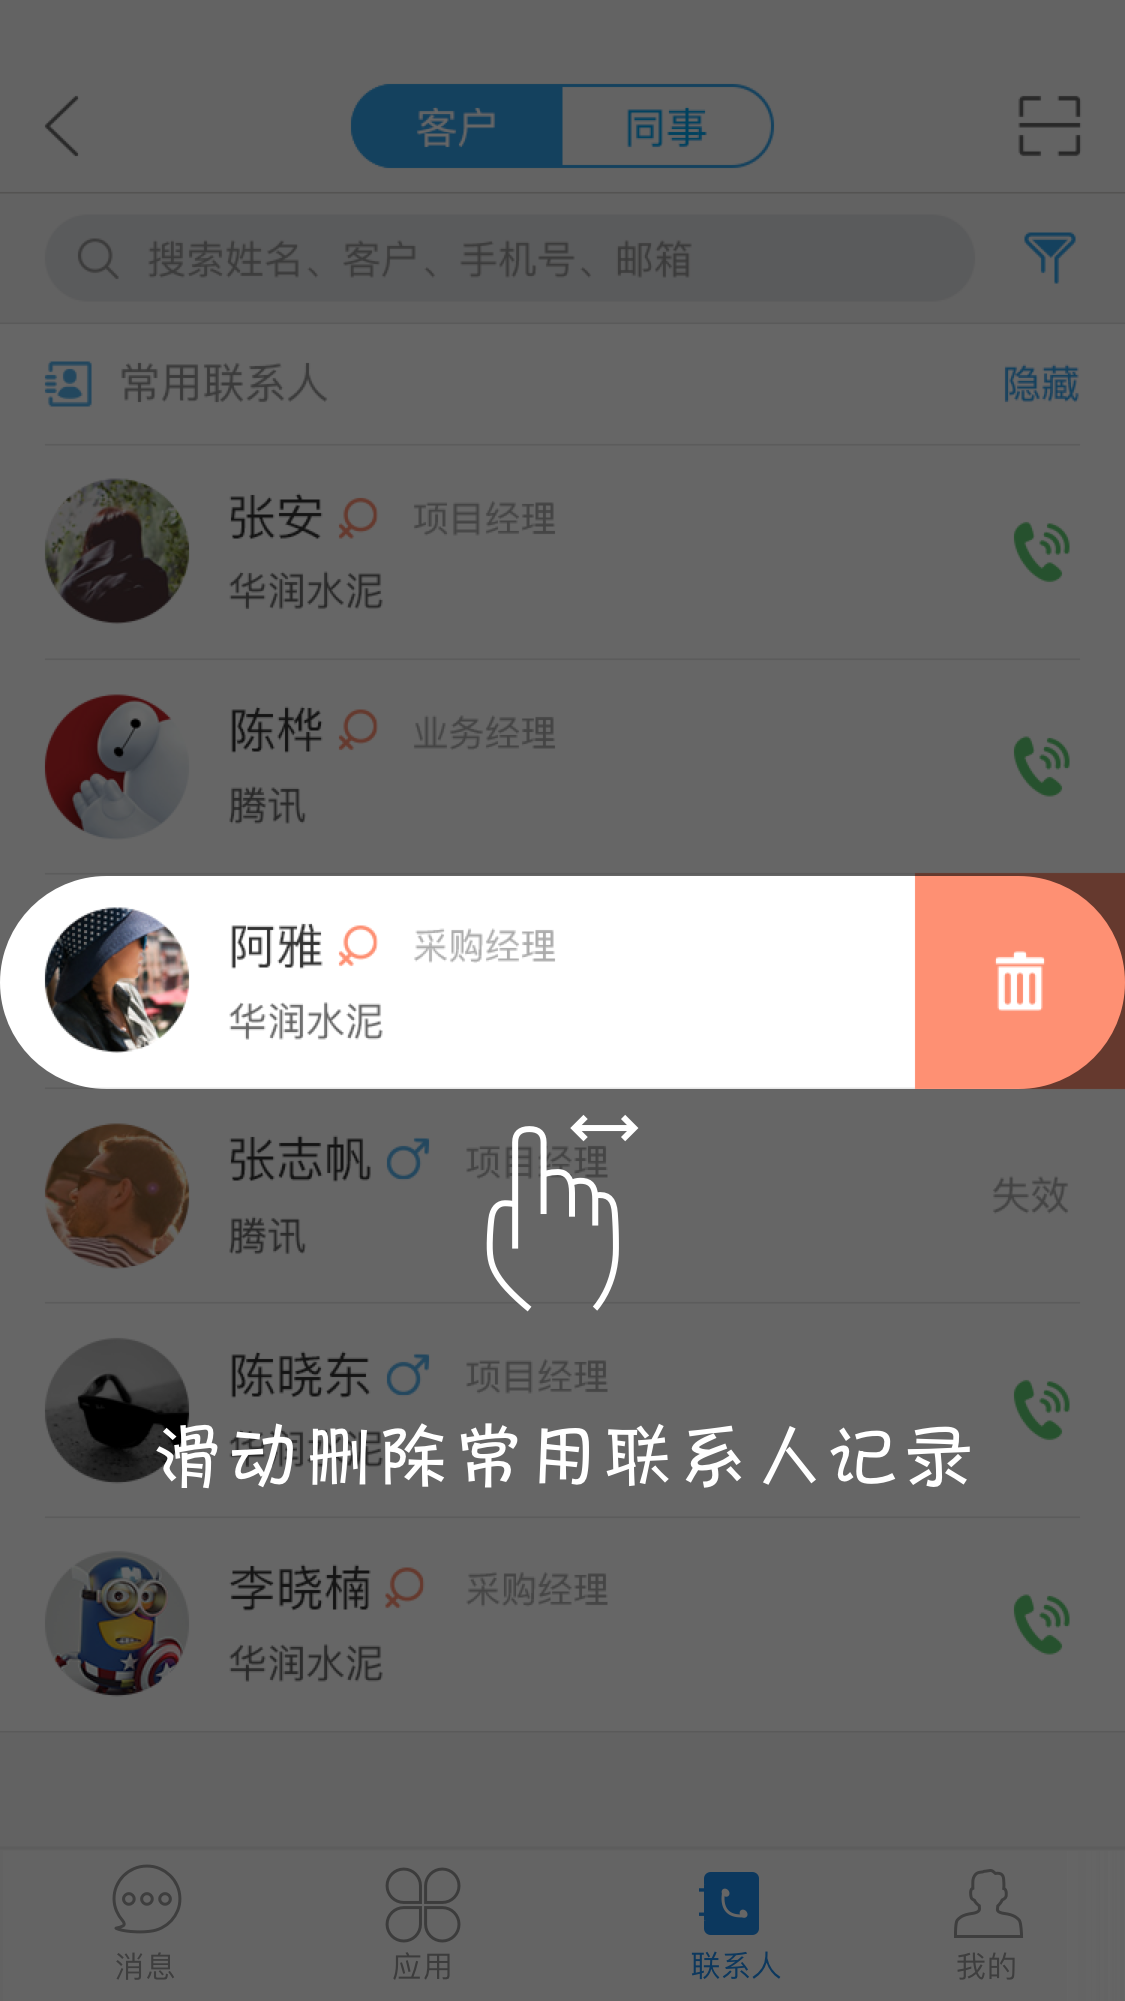 客户 同事
搜索姓名、客户、手机号、邮箱
常用联系人 隐藏
张安 项目经理
华润水泥
陈桦 业务经理
腾讯
阿雅 采购经理
华润水泥
张志帆 项目经理
腾讯
失效
陈晓东 项目经理
华润水泥
滑动删除常用联系人记录
李晓楠 采购经理
华润水泥
消息 应用 联系人 我的